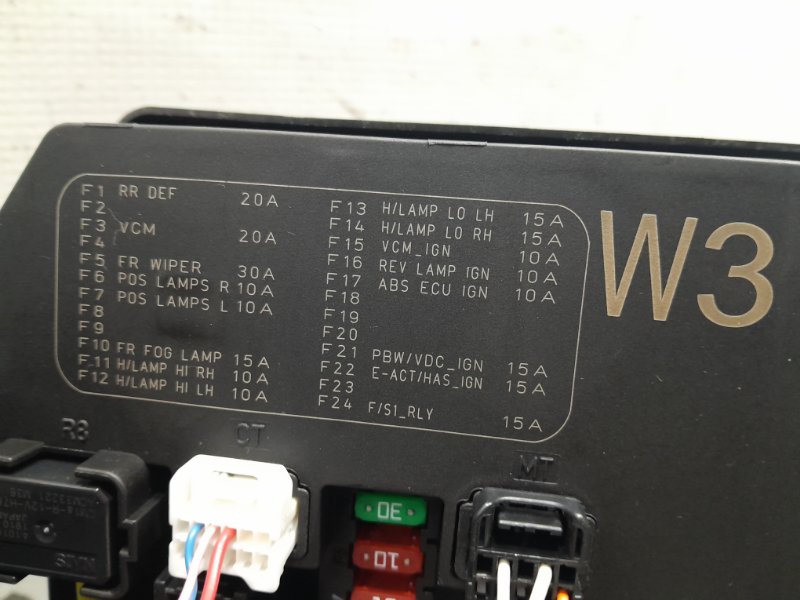 F1 RR DEF 20A
F2
F3 VCM 20A
F4
F5 FR WIPER 30A
F6 POS LAMPS R 10A
F7 POS LAMPS L 10A
F8
F9
F10 FR FOG LAMP 15A
F11 H/LAMP HI RH 10A
F12 H/LAMP HI LH 10A
F13 H/LAMP LO LH 15A
F14 H/LAMP LO RH 15A
F15 VCM_IGN 10A
F16 REV LAMP IGN 10A
F17 ABS ECU IGN 10A
F18
F19
F20
F21 PBW/VDC_IGN 15A
F22 E-ACT/HAS_IGN 15A
F23
F24 F/S1_RLY 15A
W3
CT
MT
30
10